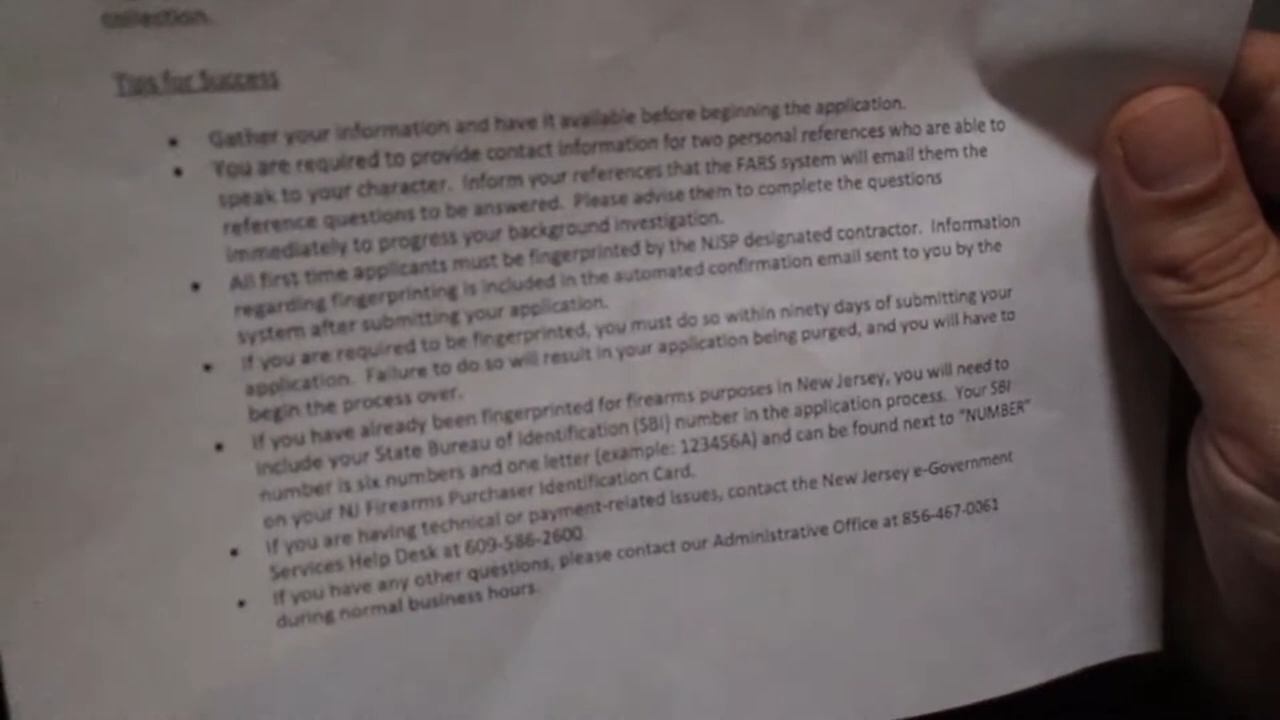 collection.
Tips for Success
• Gather your information and have it available before beginning the application.
• You are required to provide contact information for two personal references who are able to
speak to your character. Inform your references that the FARS system will email them the
reference questions to be answered. Please advise them to complete the questions
immediately to progress your background investigation.
• All first time applicants must be fingerprinted by the NJSP designated contractor. Information
regarding fingerprinting is included in the automated confirmation email sent to you by the
system after submitting your application.
• If you are required to be fingerprinted, you must do so within ninety days of submitting your
application. Failure to do so will result in your application being purged, and you will have to
begin the process over.
• If you have already been fingerprinted for firearms purposes in New Jersey, you will need to
include your State Bureau of Identification (SBI) number in the application process. Your SBI
number is six numbers and one letter (example: 123456A) and can be found next to "NUMBER"
on your NJ Firearms Purchaser Identification Card.
• If you are having technical or payment-related issues, contact the New Jersey e-Government
Services Help Desk at 609-586-2600.
• If you have any other questions, please contact our Administrative Office at 856-467-0061
during normal business hours.